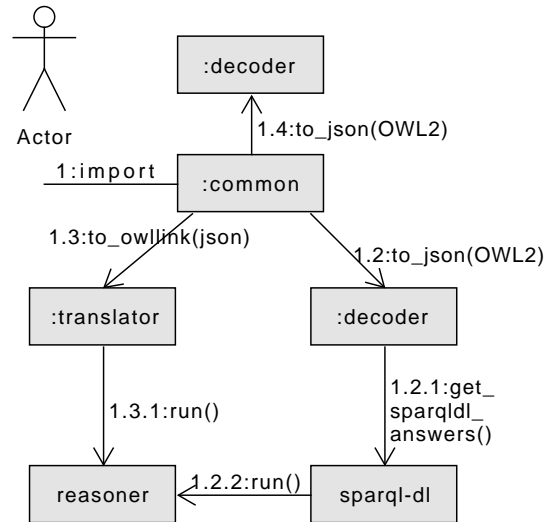 :decoder
Actor
1.4:to_json(OWL2)
1:import
:common
1.3:to_owllink(json)
1.2:to_json(OWL2)
:translator
:decoder
1.3.1:run()
1.2.1:get_
sparqldl_
answers()
reasoner
1.2.2:run()
sparql-dl